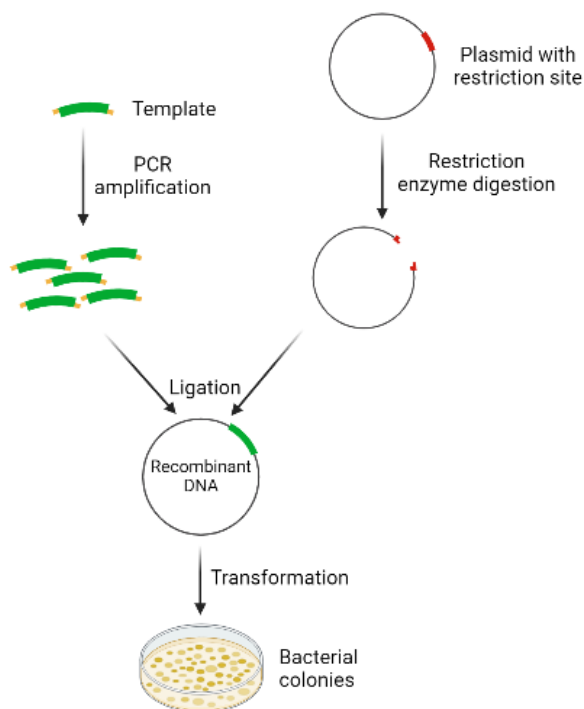 Plasmid with
restriction site
Template
PCR
amplification
Restriction
enzyme digestion
Ligation
Recombinant
DNA
Transformation
Bacterial
colonies